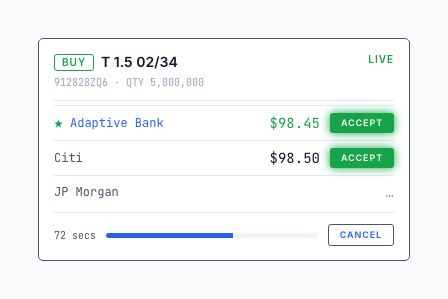 BUY T 1.5 02/34 LIVE
912828ZQ6 · QTY 5,000,000
★ Adaptive Bank $98.45 ACCEPT
Citi $98.50 ACCEPT
JP Morgan …
72 secs CANCEL